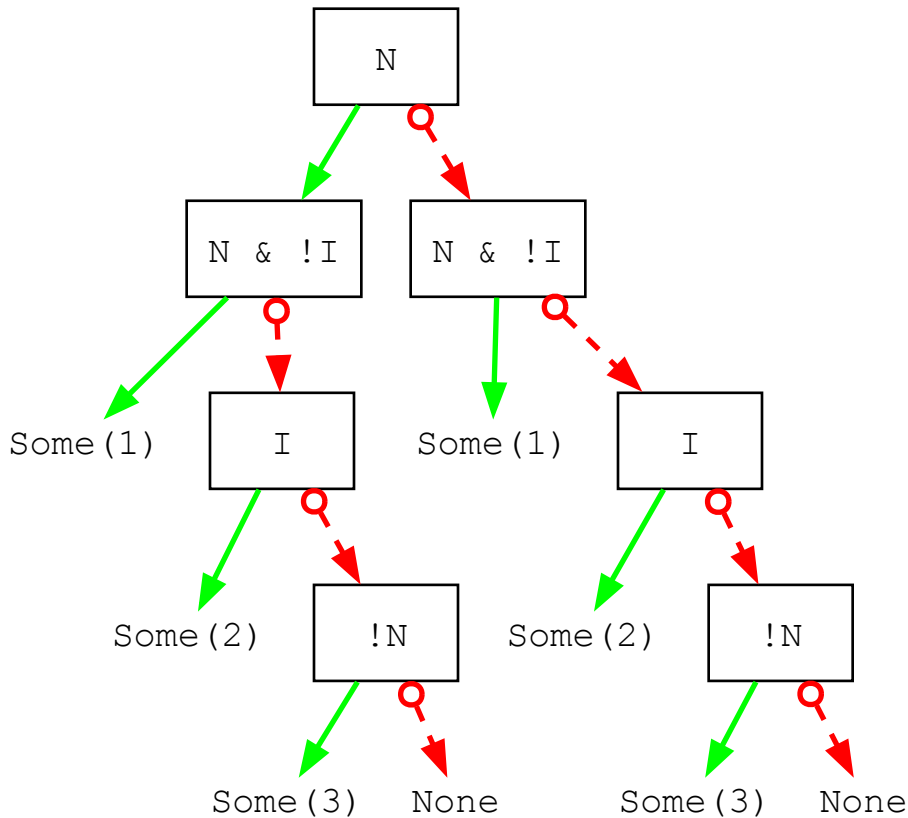 N
N & !I
N & !I
Some(1)
I
Some(1)
I
Some(2)
!N
Some(2)
!N
Some(3)
None
Some(3)
None